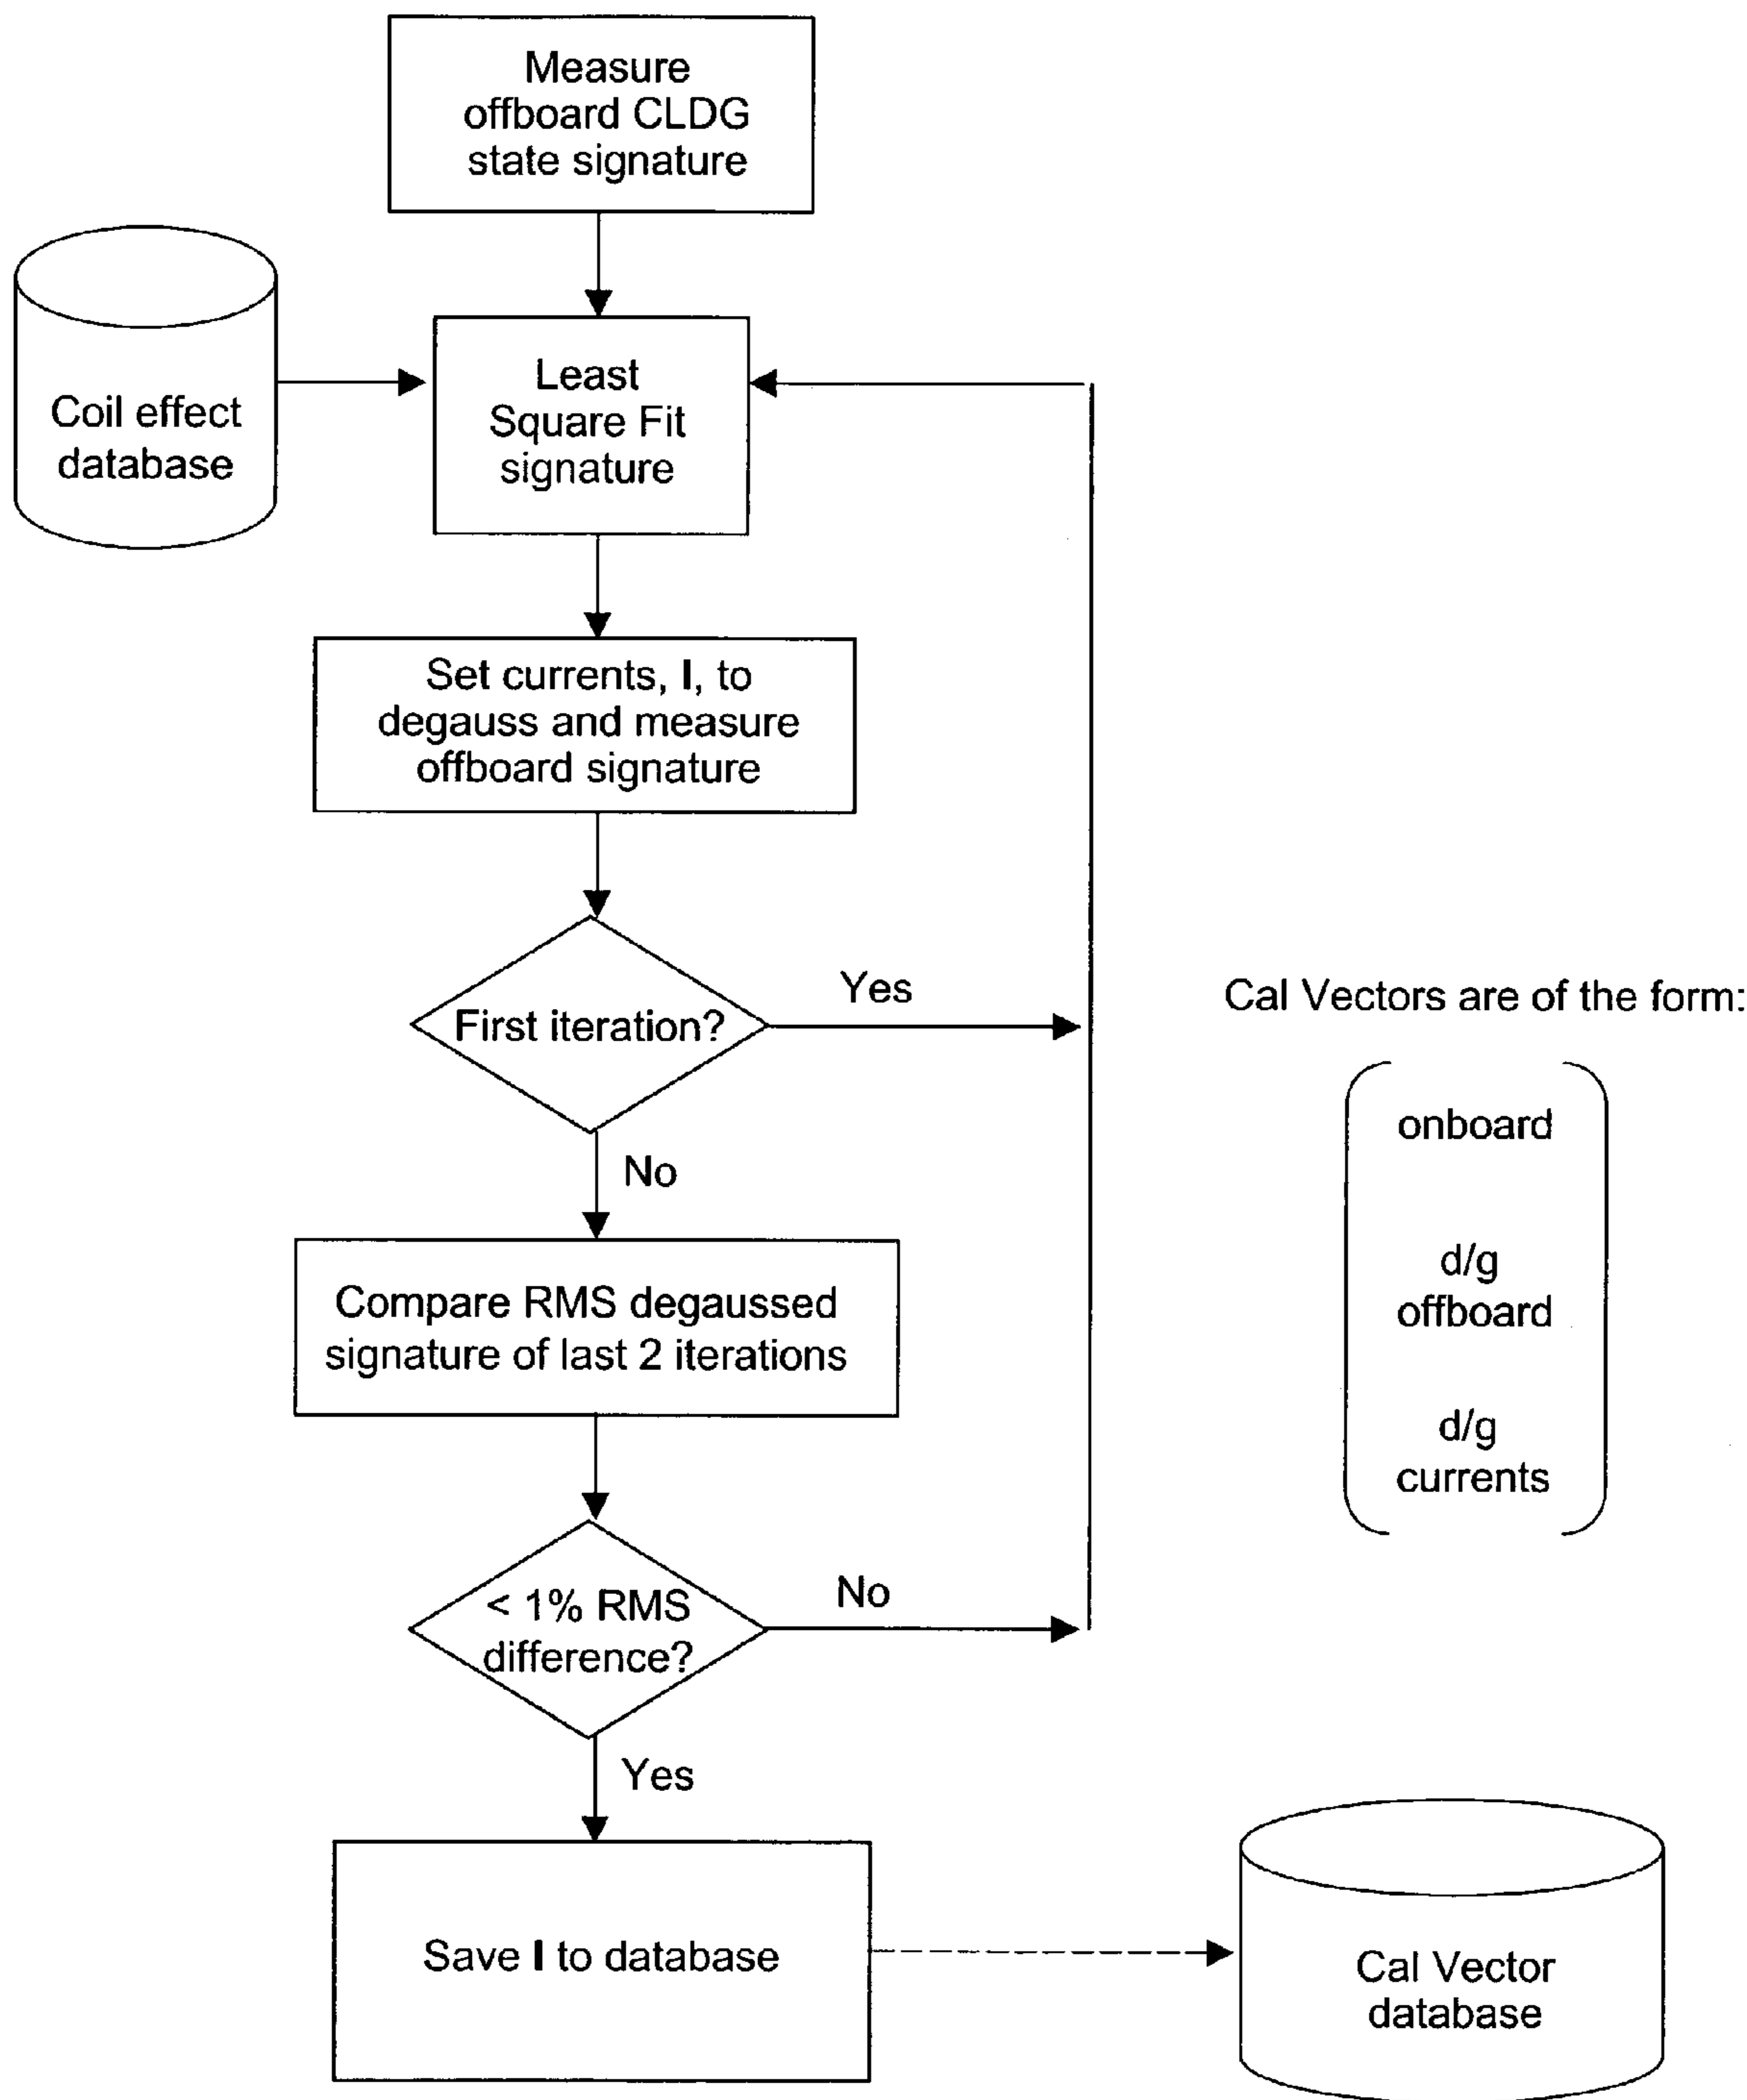 Measure
offboard CLDG
state signature
Coil effect
database
Least
Square Fit
signature
Set currents, I, to
degauss and measure
offboard signature
First iteration?
Yes
No
Compare RMS degaussed
signature of last 2 iterations
< 1% RMS
difference?
No
Yes
Save I to database
Cal Vectors are of the form:
onboard
d/g
offboard
d/g
currents
Cal Vector
database